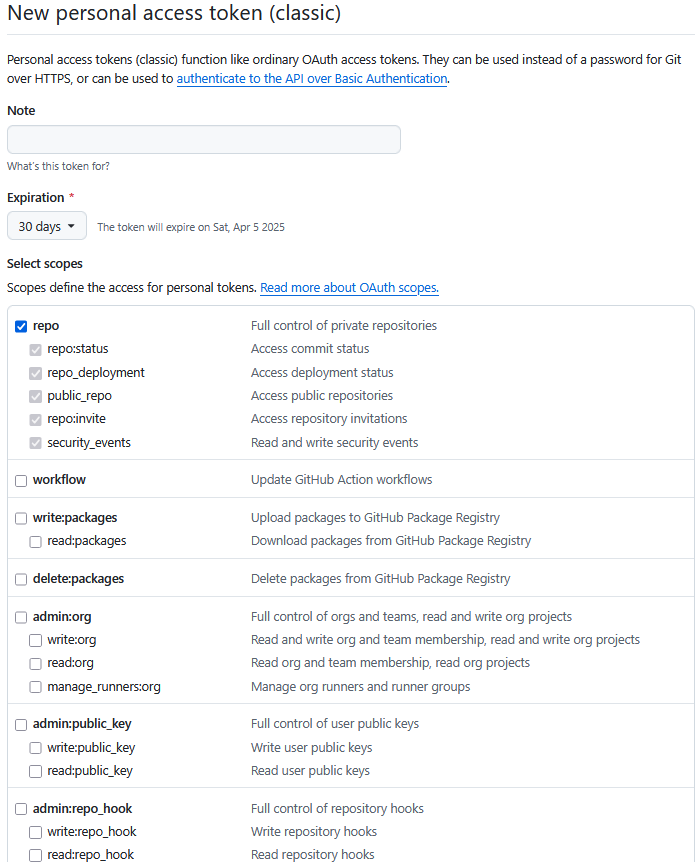 New personal access token (classic)
Personal access tokens (classic) function like ordinary OAuth access tokens. They can be used instead of a password for Git
over HTTPS, or can be used to authenticate to the API over Basic Authentication.
Note
What's this token for?
Expiration *
30 days The token will expire on Sat, Apr 5 2025
Select scopes
Scopes define the access for personal tokens. Read more about OAuth scopes.
repo Full control of private repositories
repo:status Access commit status
repo_deployment Access deployment status
public_repo Access public repositories
repo:invite Access repository invitations
security_events Read and write security events
workflow Update GitHub Action workflows
write:packages Upload packages to GitHub Package Registry
read:packages Download packages from GitHub Package Registry
delete:packages Delete packages from GitHub Package Registry
admin:org Full control of orgs and teams, read and write org projects
write:org Read and write org and team membership, read and write org projects
read:org Read org and team membership, read org projects
manage_runners:org Manage org runners and runner groups
admin:public_key Full control of user public keys
write:public_key Write user public keys
read:public_key Read user public keys
admin:repo_hook Full control of repository hooks
write:repo_hook Write repository hooks
read:repo_hook Read repository hooks